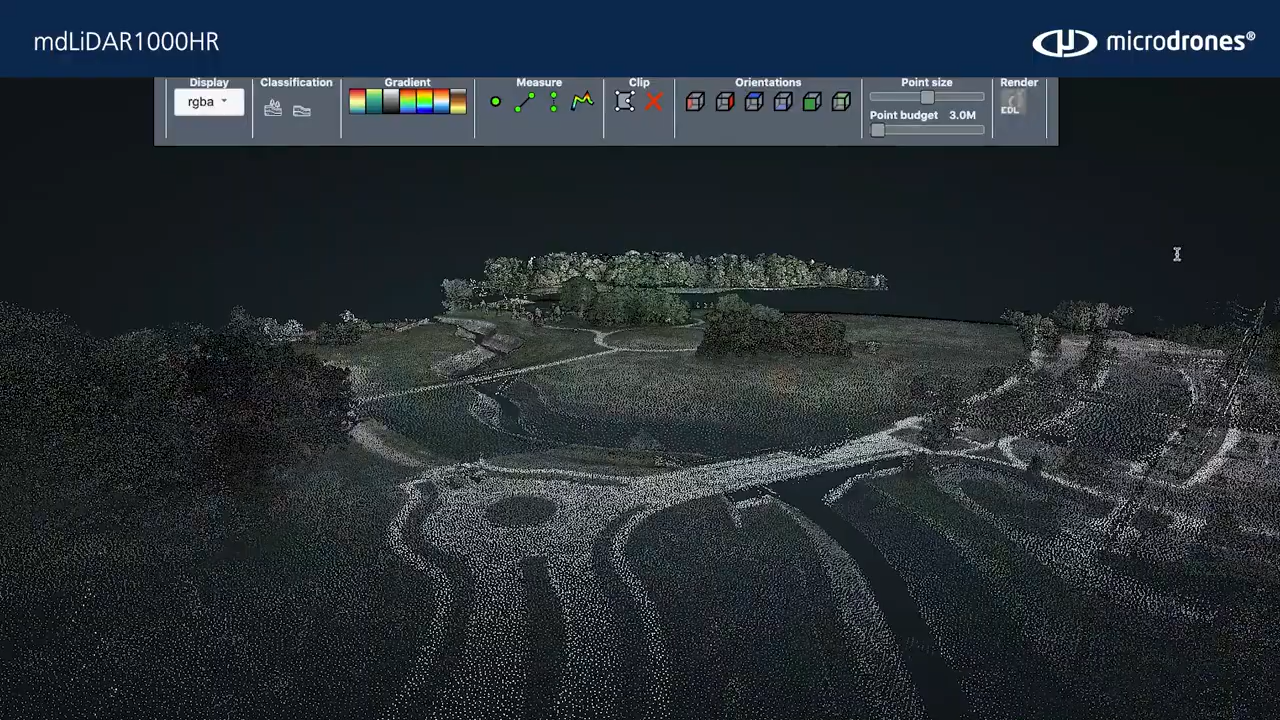 mdLiDAR1000HR
microdrones®
Display
Classification
Gradient
Measure
Clip
Orientations
Point size
Render
rgba
EDL
Point budget 3.0M